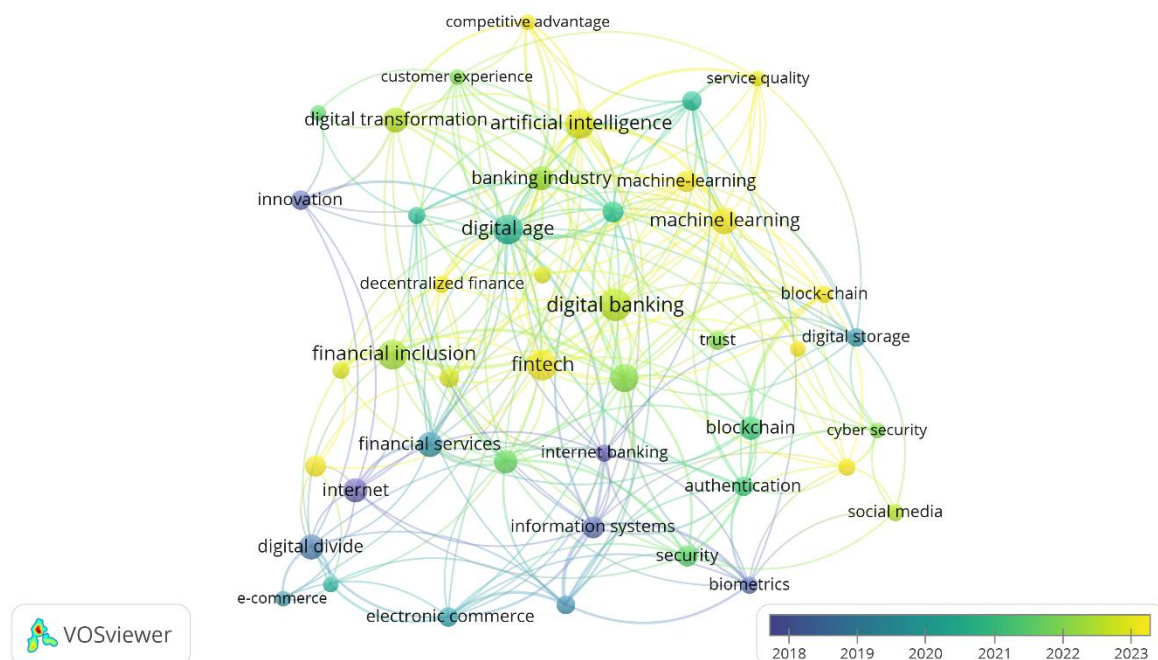 competitive advantage
customer experience
service quality
digital transformation
artificial intelligence
banking industry
machine-learning
innovation
digital age
machine learning
decentralized finance
block-chain
digital banking
digital storage
trust
financial inclusion
fintech
blockchain
cyber security
financial services
internet banking
internet
authentication
social media
information systems
digital divide
security
biometrics
e-commerce
electronic commerce
VOSviewer
2018 2019 2020 2021 2022 2023